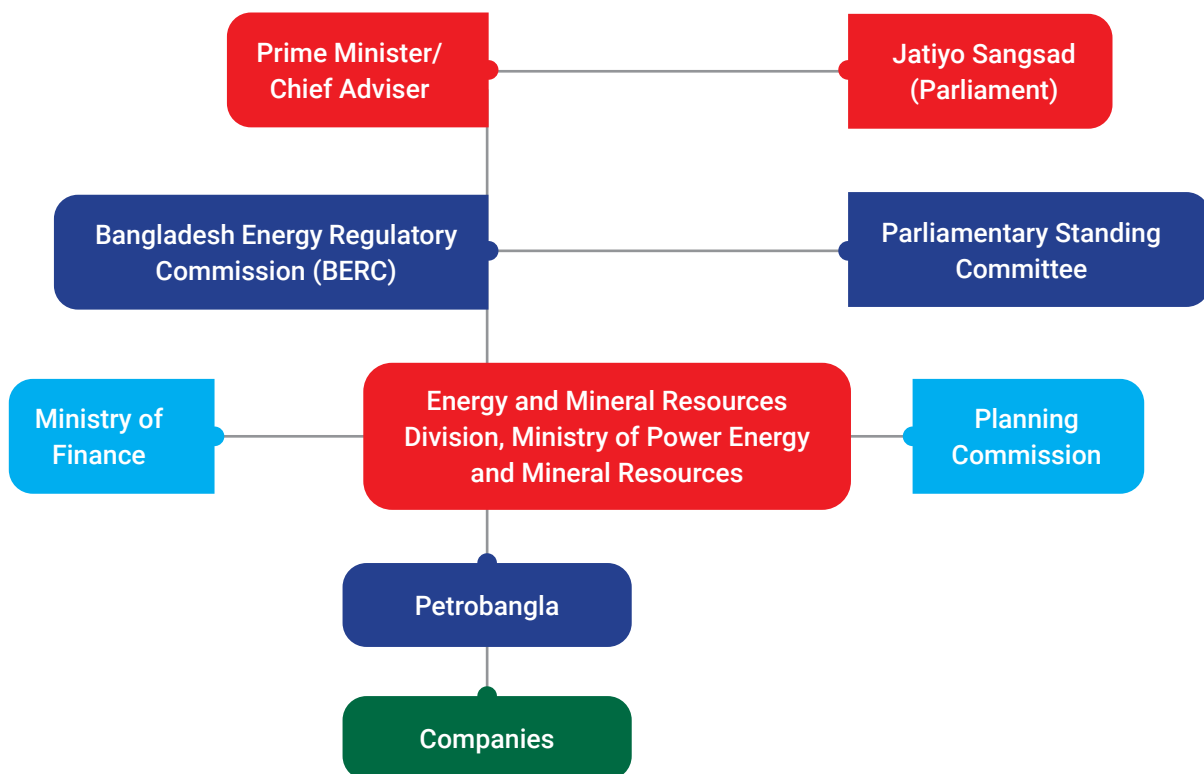 Prime Minister/
Chief Adviser
Jatiyo Sangsad
(Parliament)
Bangladesh Energy Regulatory
Commission (BERC)
Parliamentary Standing
Committee
Ministry of
Finance
Energy and Mineral Resources
Division, Ministry of Power Energy
and Mineral Resources
Planning
Commission
Petrobangla
Companies